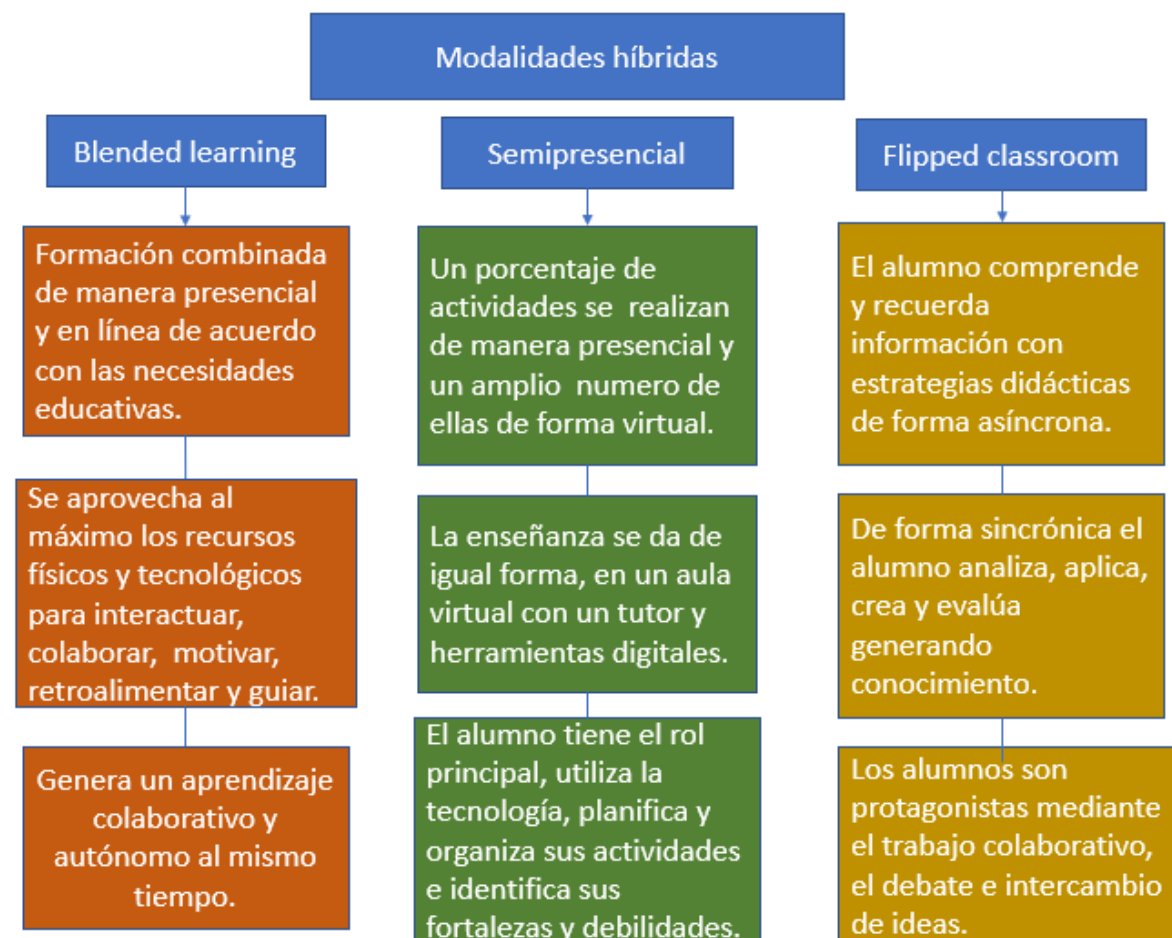 Modalidades híbridas
Blended learning
Formación combinada
de manera presencial
y en línea de acuerdo
con las necesidades
educativas.
Se aprovecha al
máximo los recursos
físicos y tecnológicos
para interactuar,
colaborar, motivar,
retroalimentar y guiar.
Genera un aprendizaje
colaborativo y
autónomo al mismo
tiempo.
Semipresencial
Un porcentaje de
actividades se realizan
de manera presencial y
un amplio numero de
ellas de forma virtual.
La enseñanza se da de
igual forma, en un aula
virtual con un tutor y
herramientas digitales.
El alumno tiene el rol
principal, utiliza la
tecnología, planifica y
organiza sus actividades
e identifica sus
fortalezas y debilidades.
Flipped classroom
El alumno comprende
y recuerda
información con
estrategias didácticas
de forma asíncrona.
De forma sincrónica el
alumno analiza, aplica,
crea y evalúa
generando
conocimiento.
Los alumnos son
protagonistas mediante
el trabajo colaborativo,
el debate e intercambio
de ideas.